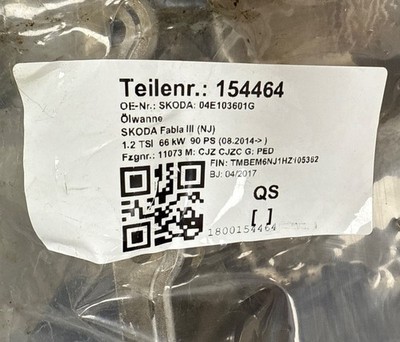 Teilenr.: 154464
OE-Nr.: SKODA: 04E103601G
Ölwanne
SKODA Fabia III (NJ)
1.2 TSI 66 kW 90 PS (08.2014-> )
Fzgnr.: 11073 M: CJZ CJZC G: PED
FIN: TMBEM6NJ1HZ105382
BJ: 04/2017
QS
[ ]
1800154464